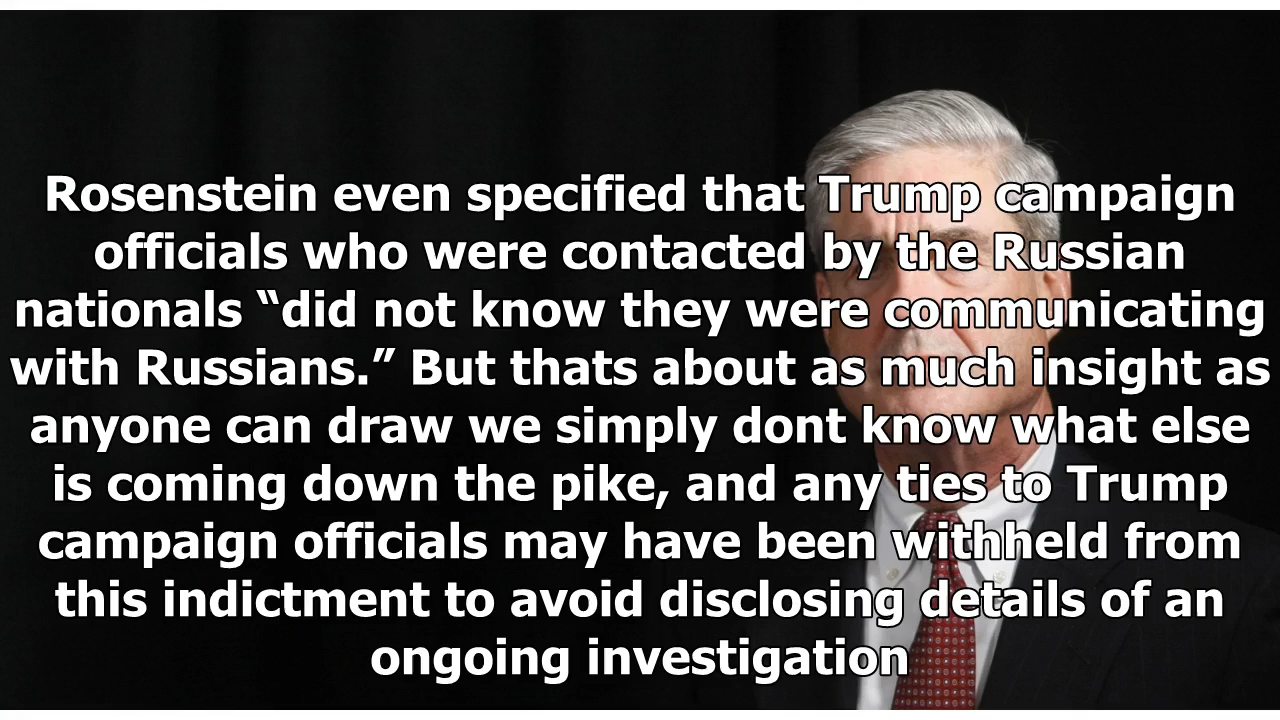 Rosenstein even specified that Trump campaign
officials who were contacted by the Russian
nationals “did not know they were communicating
with Russians.” But thats about as much insight as
anyone can draw we simply dont know what else
is coming down the pike, and any ties to Trump
campaign officials may have been withheld from
this indictment to avoid disclosing details of an
ongoing investigation